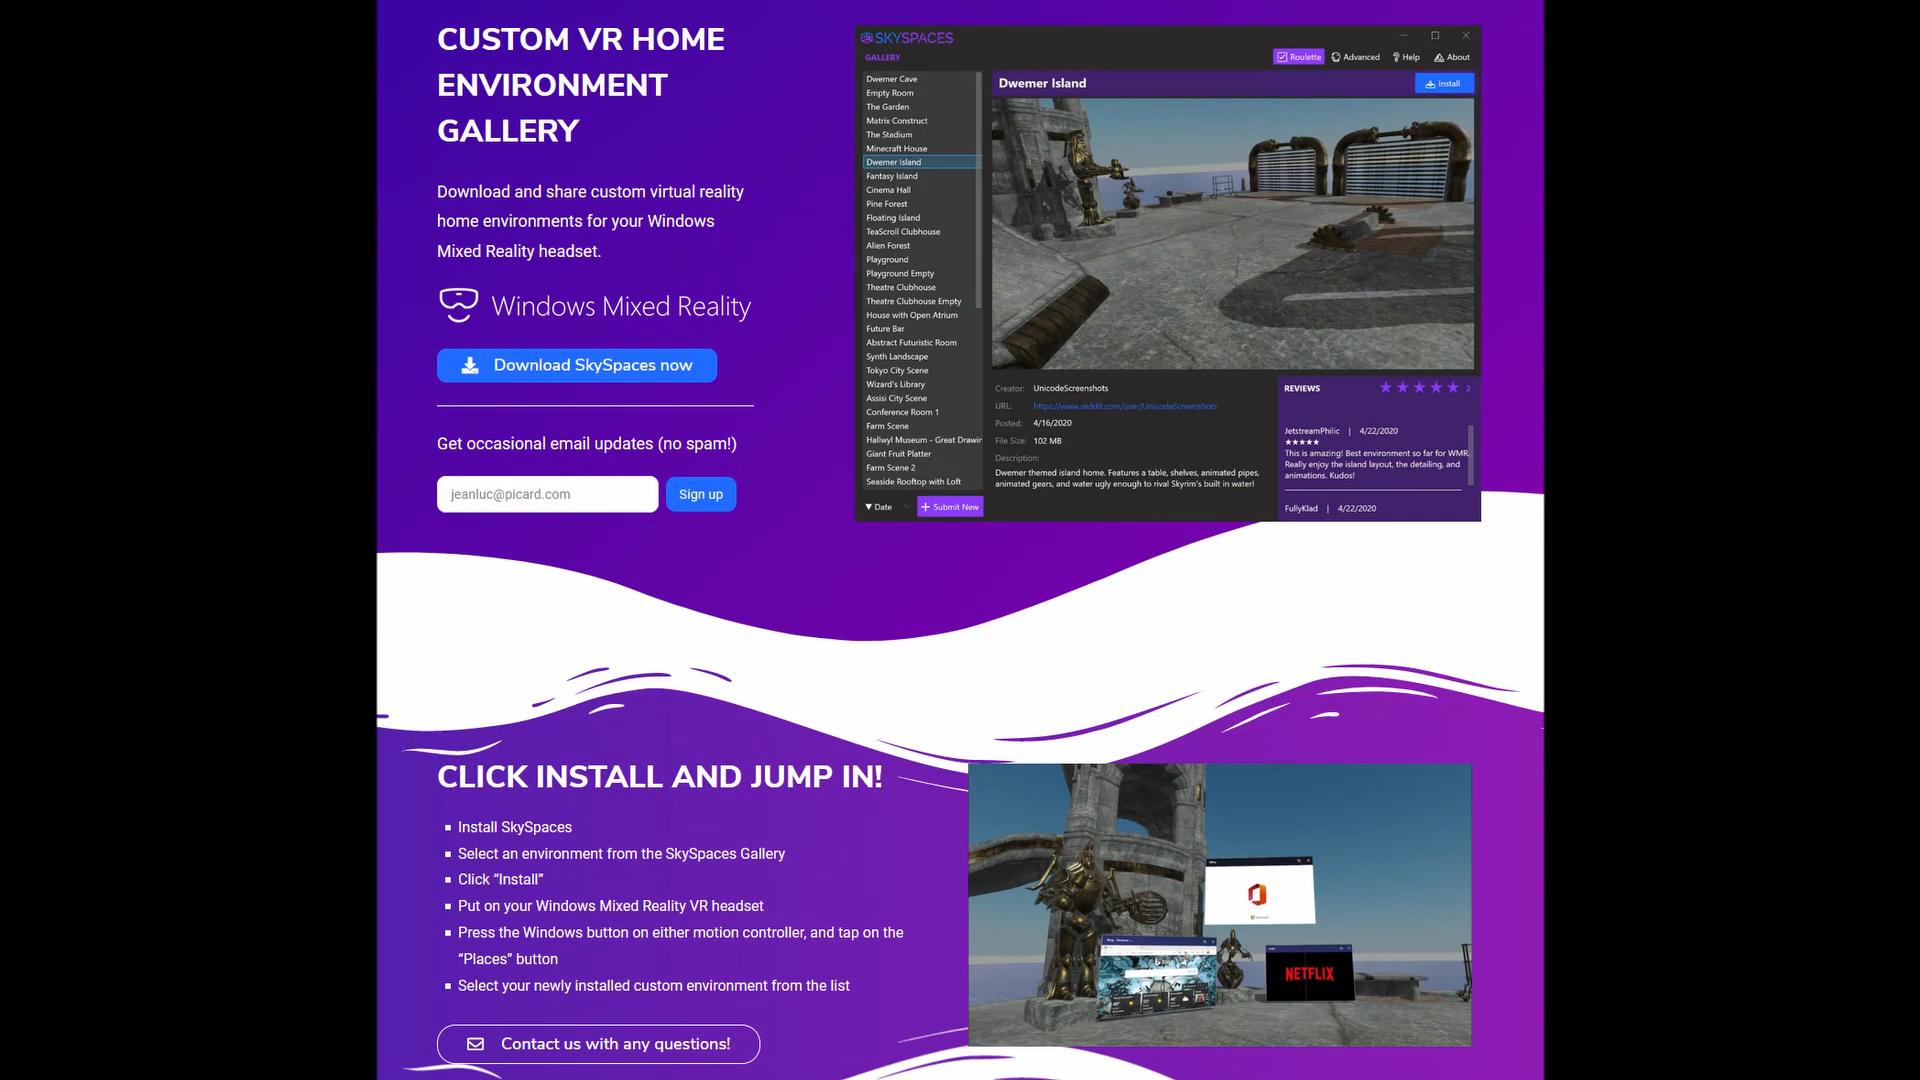 CUSTOM VR HOME
ENVIRONMENT
GALLERY
Download and share custom virtual reality
home environments for your Windows
Mixed Reality headset.
Windows Mixed Reality
Download SkySpaces now
Get occasional email updates (no spam!)
jeanluc@picard.com
Sign up
SKYSPACES
GALLERY
Roulette
Advanced
Help
About
Dwemer Cave
Empty Room
The Garden
Matrix Construct
The Stadium
Minecraft House
Dwemer Island
Fantasy Island
Cinema Hall
Pine Forest
Floating Island
TeaScroll Clubhouse
Alien Forest
Playground
Playground Empty
Theatre Clubhouse
Theatre Clubhouse Empty
House with Open Atrium
Future Bar
Abstract Futuristic Room
Synth Landscape
Tokyo City Scene
Wizard's Library
Assisi City Scene
Conference Room 1
Farm Scene
Hallwyl Museum - Great Drawin
Giant Fruit Platter
Farm Scene 2
Seaside Rooftop with Loft
Date
Submit New
Dwemer Island
Install
Creator: UnicodeScreenshots
URL: https://www.reddit.com/user/UnicodeScreenshots
Posted: 4/16/2020
File Size: 102 MB
Description:
Dwemer themed island home. Features a table, shelves, animated pipes,
animated gears, and water ugly enough to rival Skyrim's built in water!
REVIEWS ★★★★★ 2
JetstreamPhilic | 4/22/2020
★★★★★
This is amazing! Best environment so far for WMR.
Really enjoy the island layout, the detailing, and
animations. Kudos!
FullyKlad | 4/22/2020
CLICK INSTALL AND JUMP IN!
Install SkySpaces
Select an environment from the SkySpaces Gallery
Click “Install”
Put on your Windows Mixed Reality VR headset
Press the Windows button on either motion controller, and tap on the
“Places” button
Select your newly installed custom environment from the list
Contact us with any questions!
NETFLIX